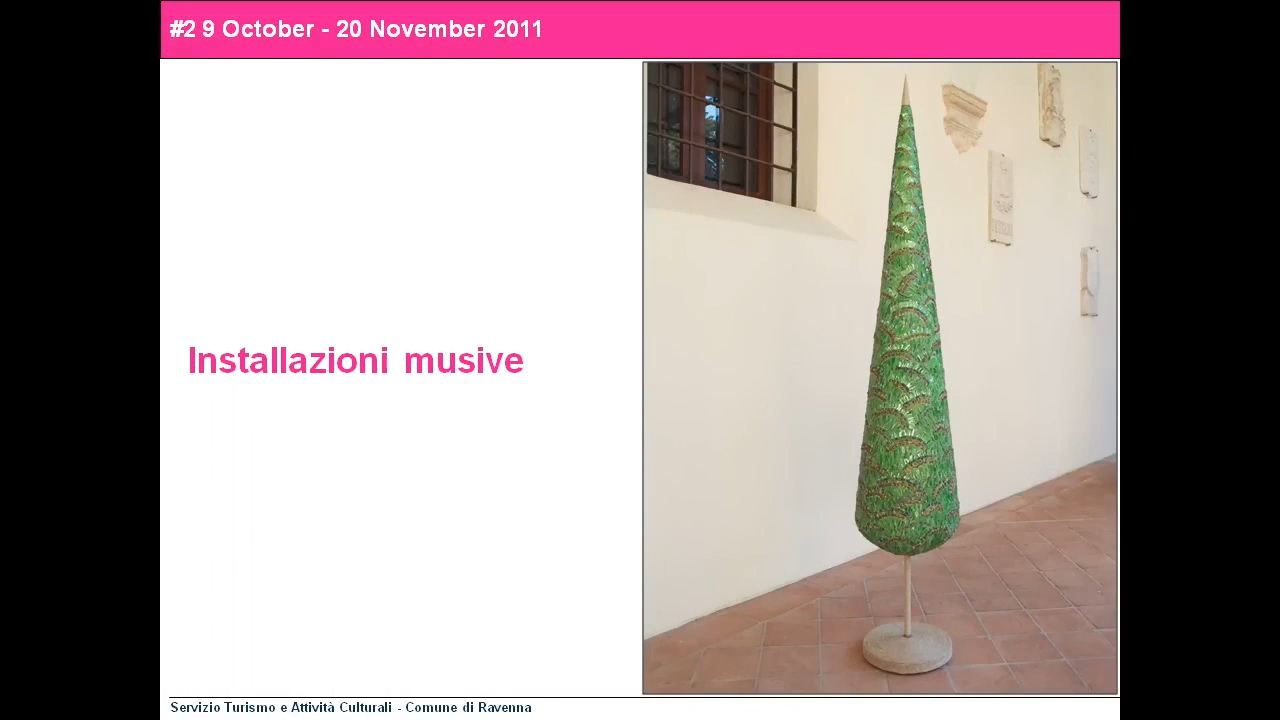 #2 9 October - 20 November 2011
Installazioni musive
Servizio Turismo e Attività Culturali - Comune di Ravenna